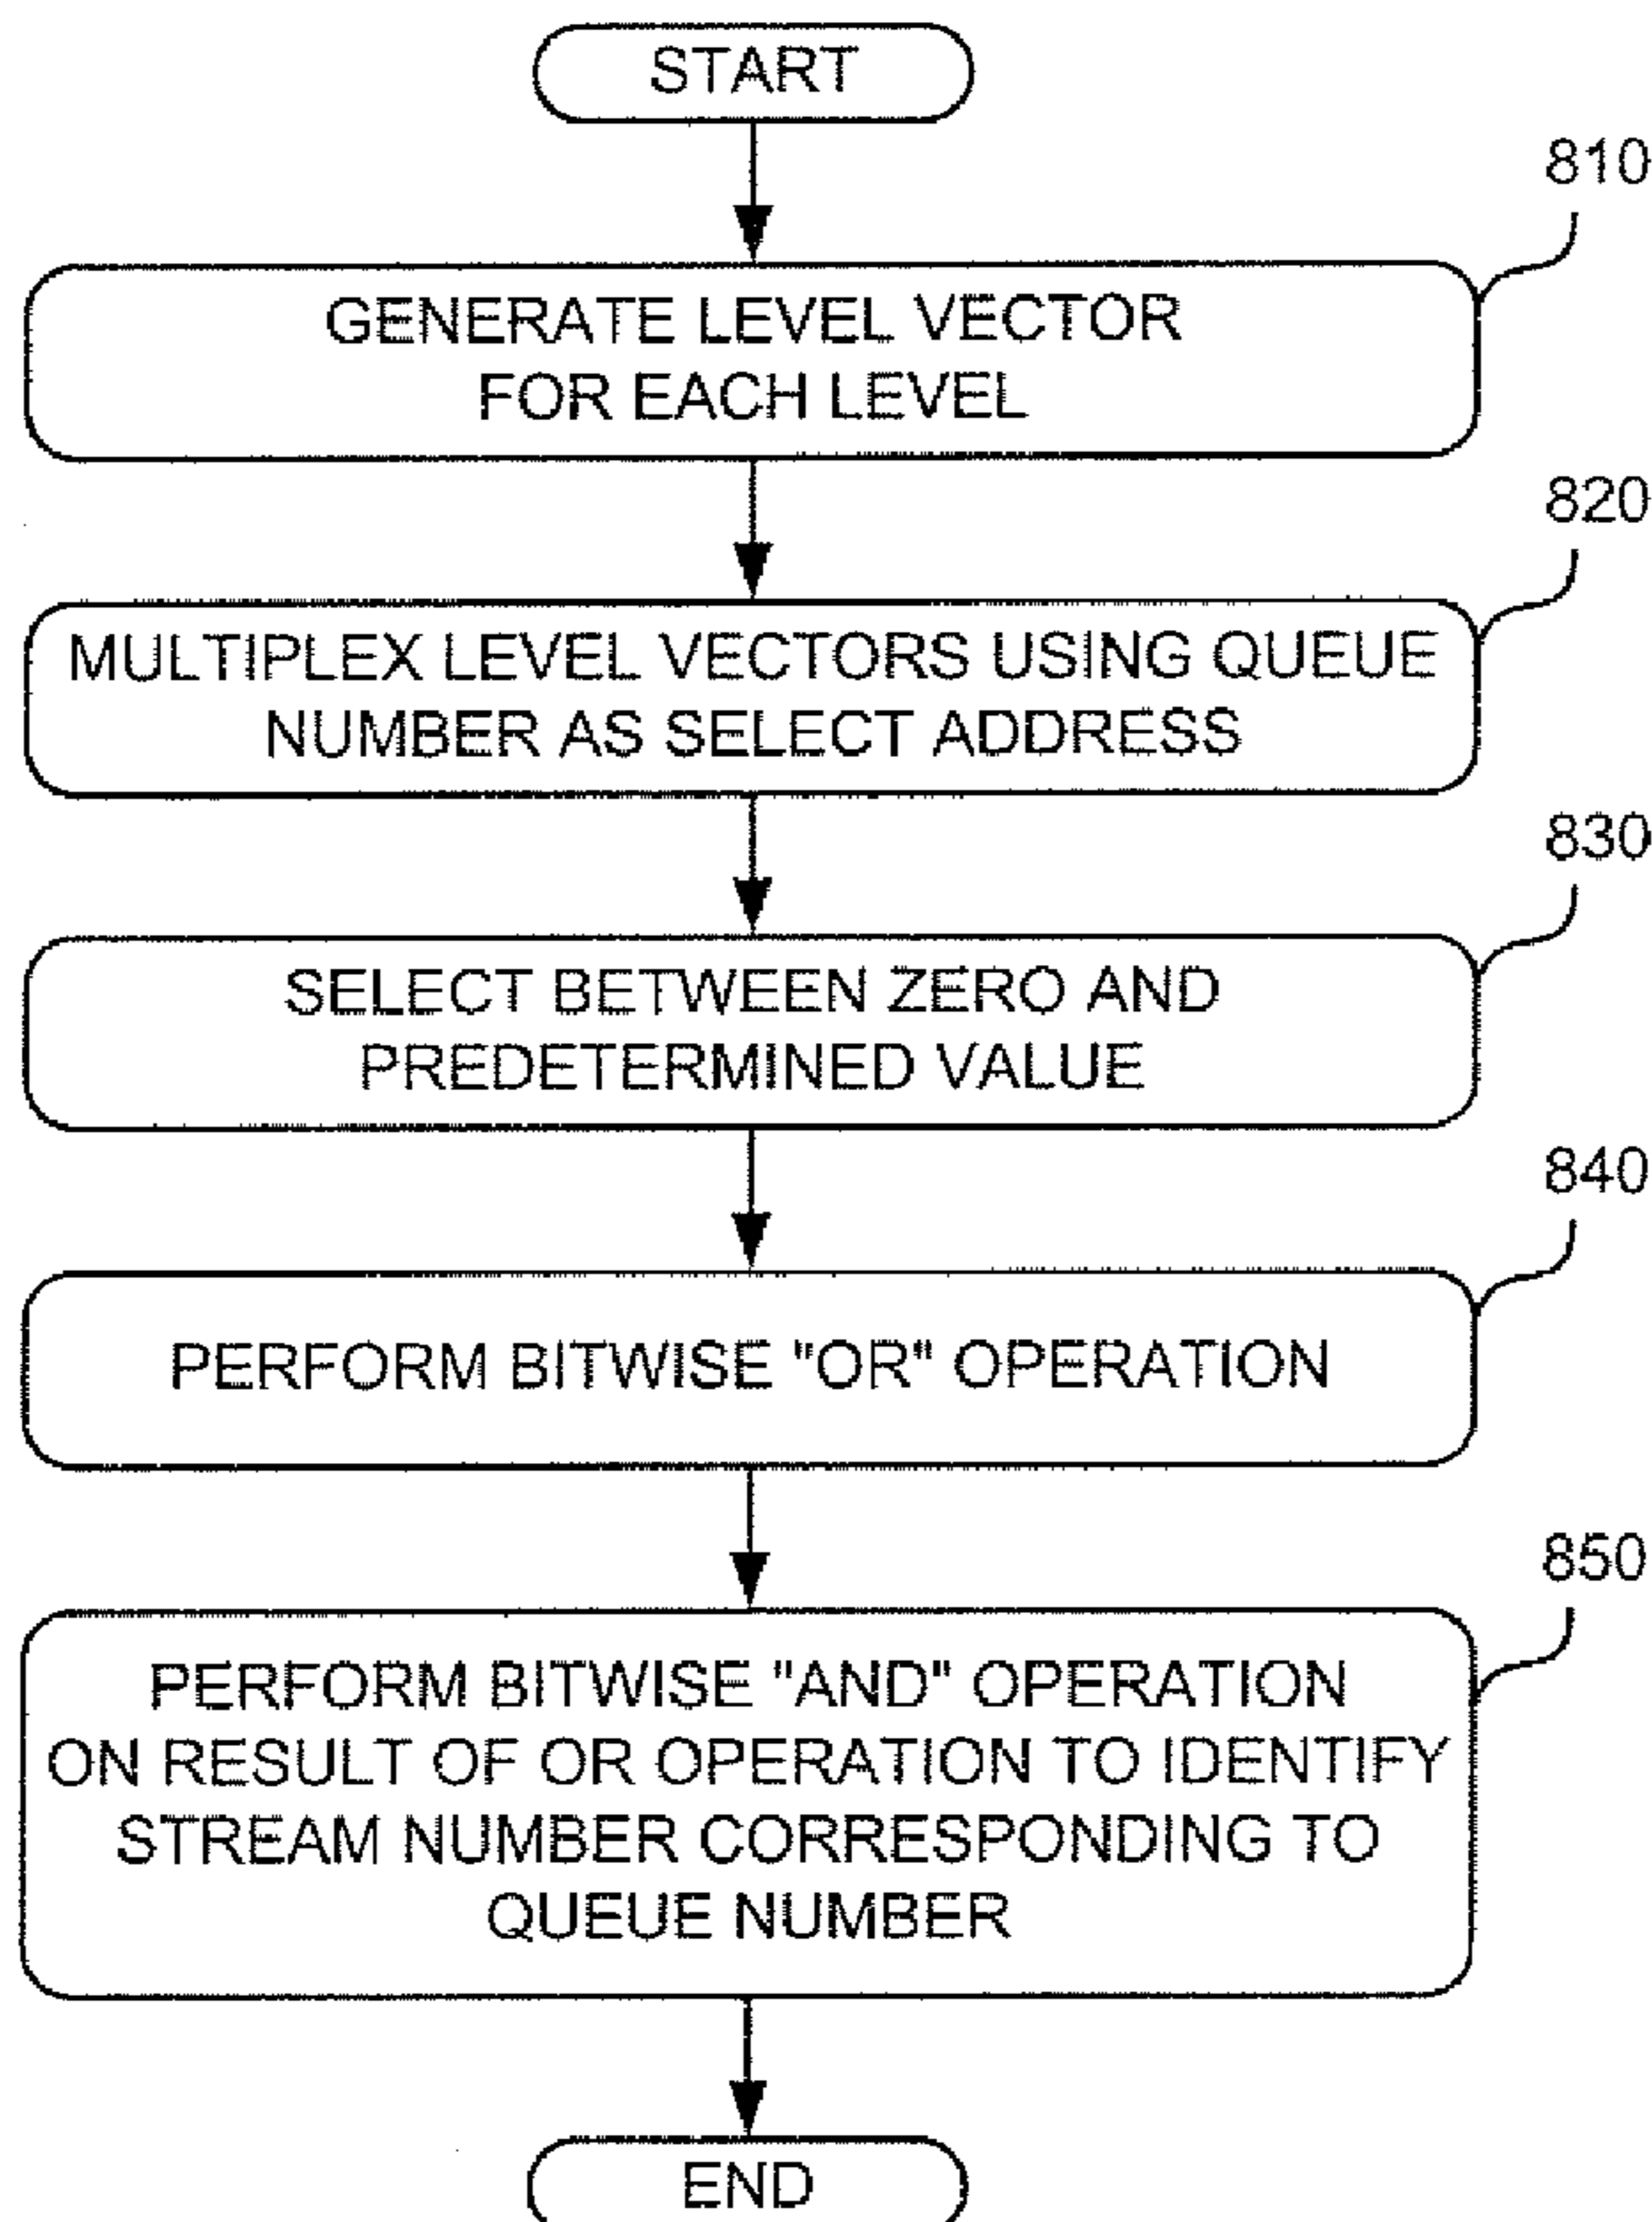 START
810
GENERATE LEVEL VECTOR
FOR EACH LEVEL
820
MULTIPLEX LEVEL VECTORS USING QUEUE
NUMBER AS SELECT ADDRESS
830
SELECT BETWEEN ZERO AND
PREDETERMINED VALUE
840
PERFORM BITWISE "OR" OPERATION
850
PERFORM BITWISE "AND" OPERATION
ON RESULT OF OR OPERATION TO IDENTIFY
STREAM NUMBER CORRESPONDING TO
QUEUE NUMBER
END